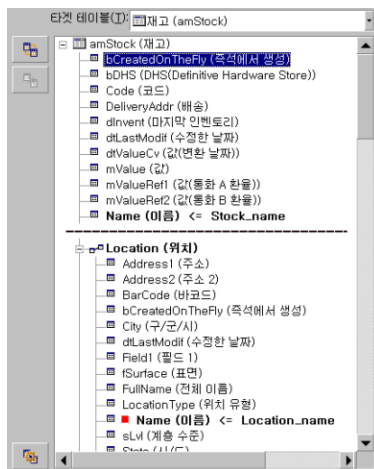 타겟 테이블(T): 재고 (amStock)
amStock (재고)
bCreatedOnTheFly (즉석에서 생성)
bDHS (DHS(Definitive Hardware Store))
Code (코드)
DeliveryAddr (배송)
dInvent (마지막 인벤토리)
dtLastModif (수정한 날짜)
dtValueCv (값(변환 날짜))
mValue (값)
mValueRef1 (값(통화 A 환율))
mValueRef2 (값(통화 B 환율))
Name (이름) <= Stock_name
Location (위치)
Address1 (주소)
Address2 (주소 2)
BarCode (바코드)
bCreatedOnTheFly (즉석에서 생성)
City (구/군/시)
dtLastModif (수정한 날짜)
Field1 (필드 1)
fSurface (표면)
FullName (전체 이름)
LocationType (위치 유형)
Name (이름) <= Location_name
sLvl (계층 수준)
State (시/도)